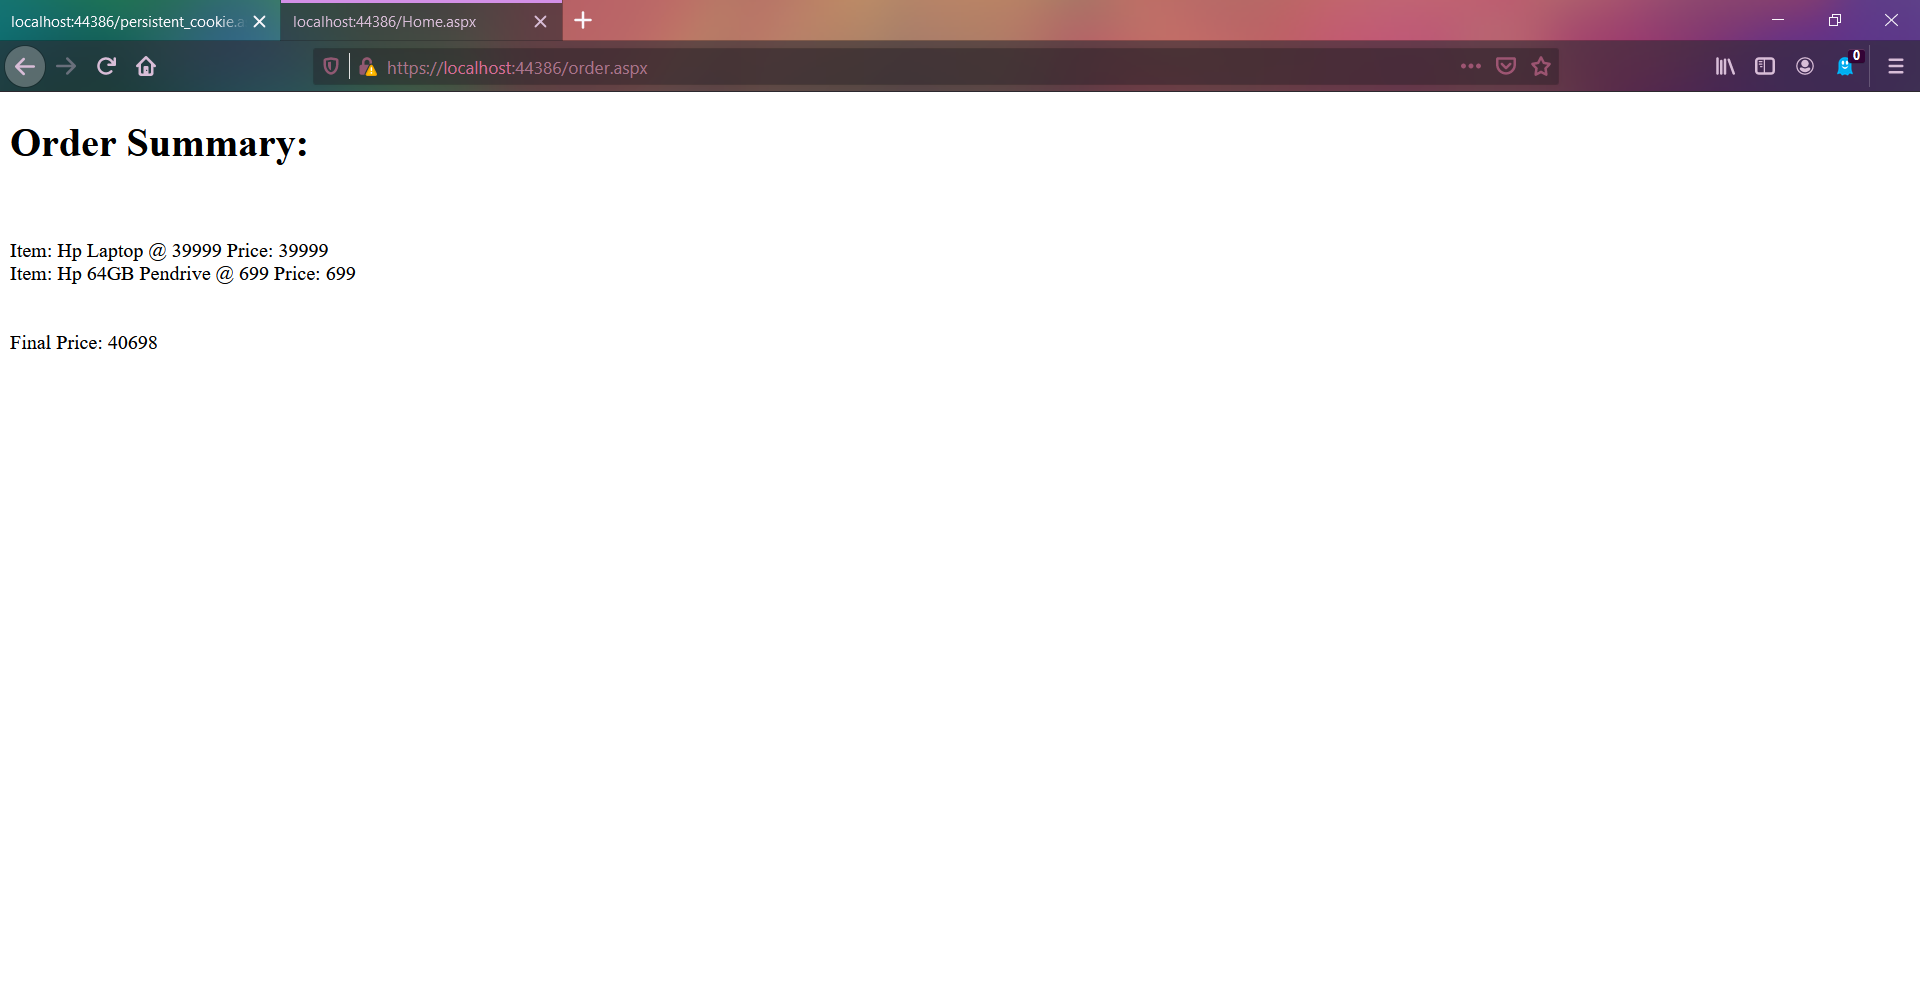 localhost:44386/persistent_cookie.a
localhost:44386/Home.aspx
https://localhost:44386/order.aspx
0
Order Summary:
Item: Hp Laptop @ 39999 Price: 39999
Item: Hp 64GB Pendrive @ 699 Price: 699
Final Price: 40698